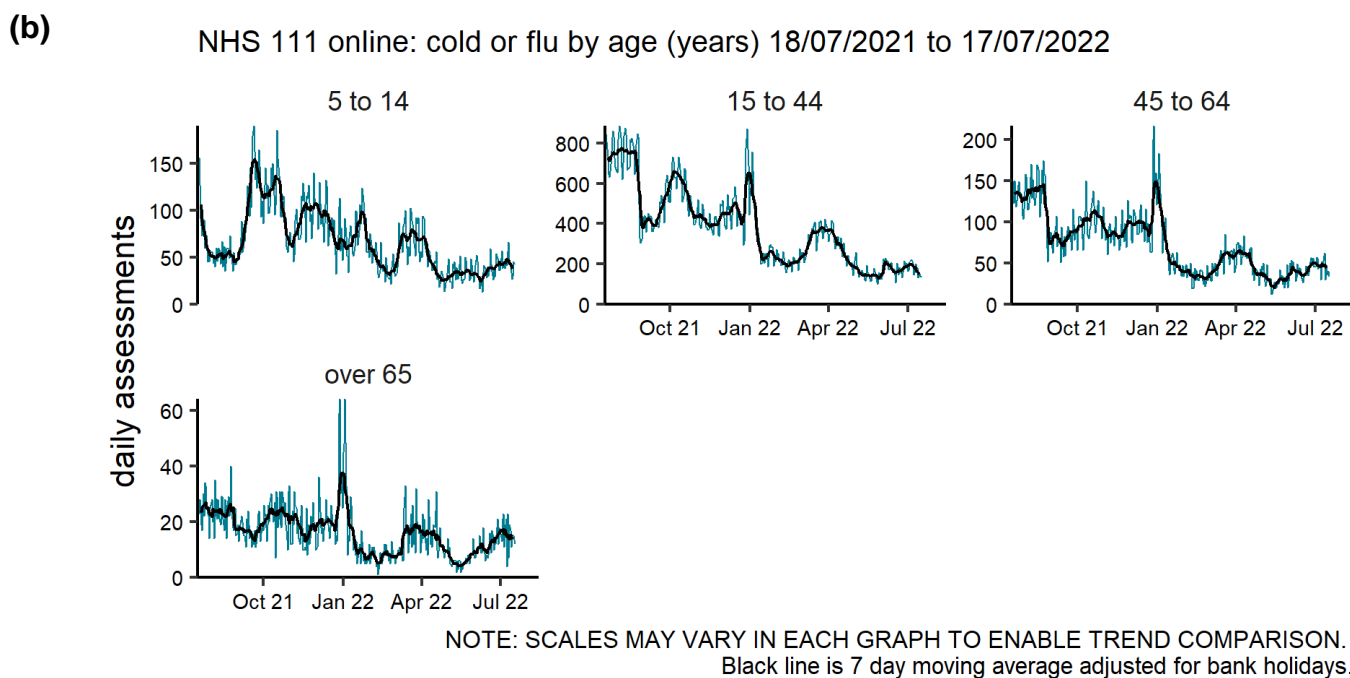 (b)
NHS 111 online: cold or flu by age (years) 18/07/2021 to 17/07/2022
daily assessments
5 to 14
150
100
50
0
15 to 44
800
600
400
200
0
Oct 21 Jan 22 Apr 22 Jul 22
45 to 64
200
150
100
50
0
Oct 21 Jan 22 Apr 22 Jul 22
over 65
60
40
20
0
Oct 21 Jan 22 Apr 22 Jul 22
NOTE: SCALES MAY VARY IN EACH GRAPH TO ENABLE TREND COMPARISON.
Black line is 7 day moving average adjusted for bank holidays.